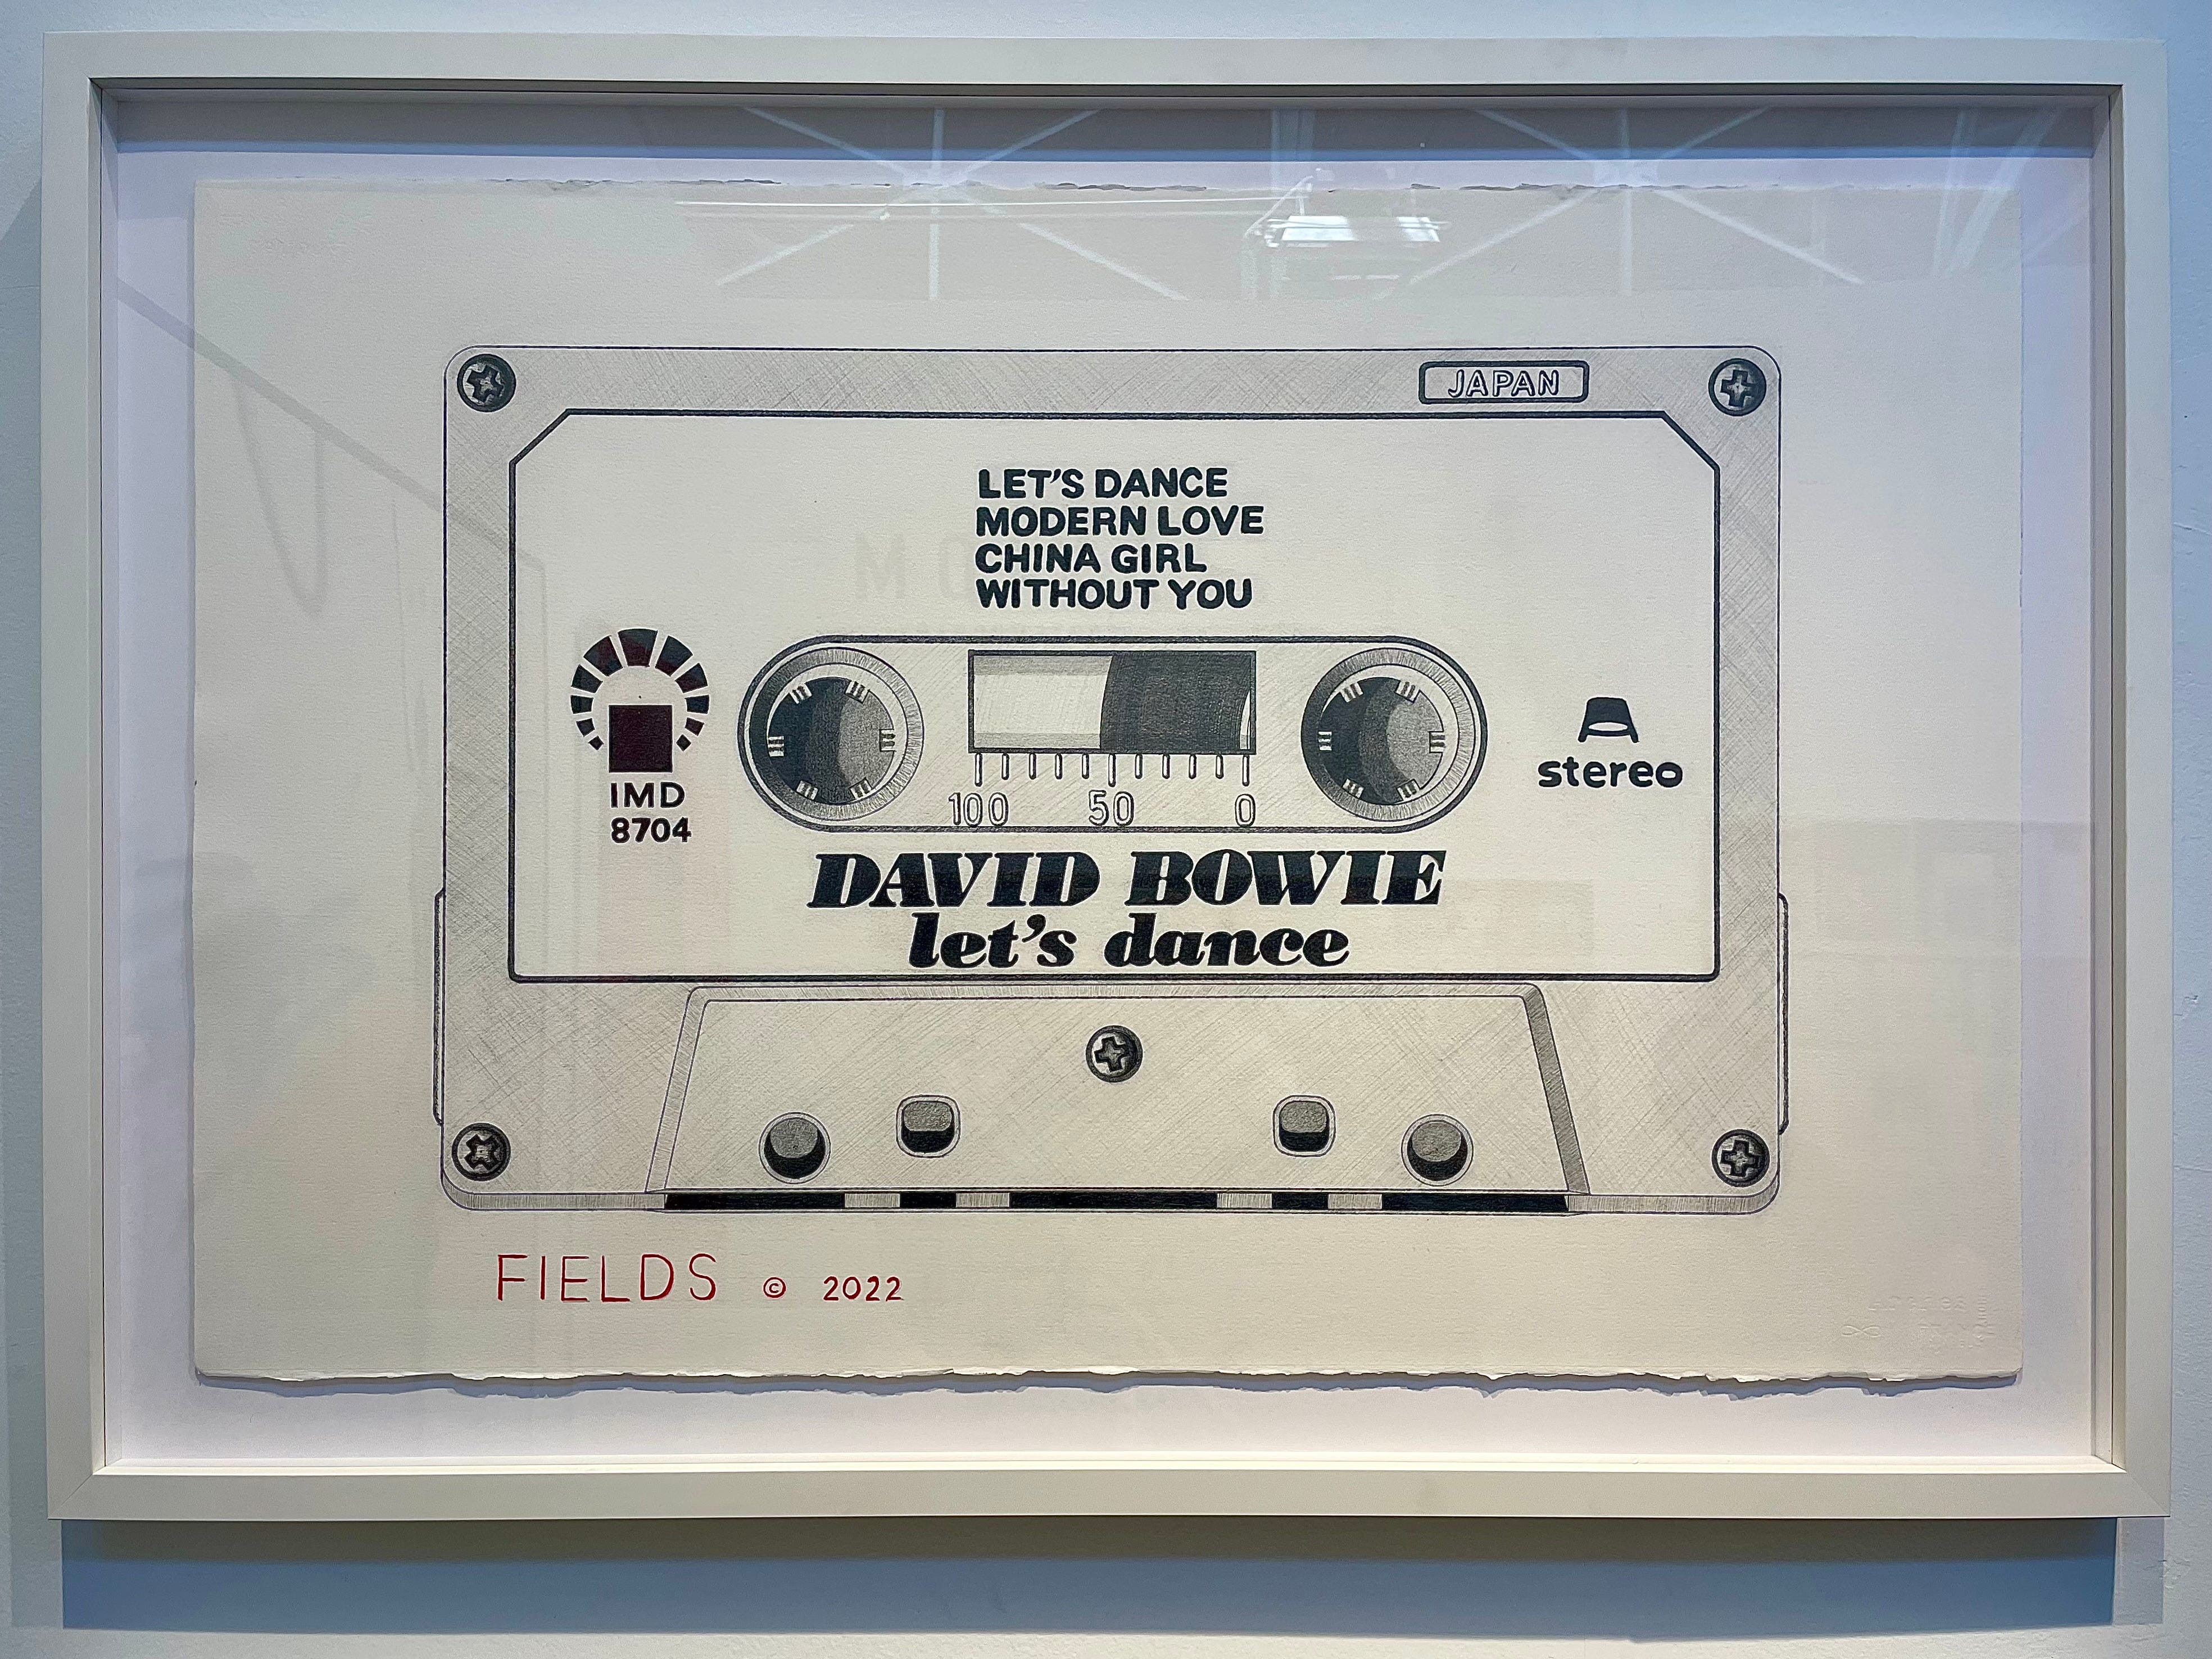 JAPAN
LET'S DANCE
MODERN LOVE
CHINA GIRL
WITHOUT YOU
IMD
8704
100 50 0
A
stereo
DAVID BOWIE
let's dance
FIELDS © 2022